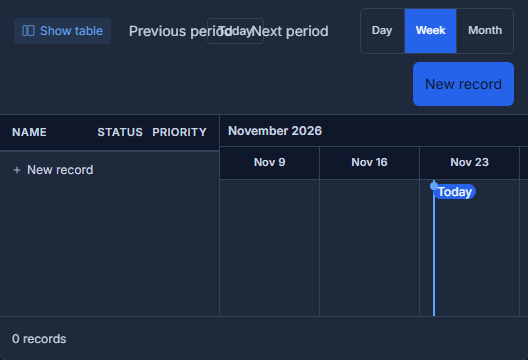 Show table Previous period Today Next period Day Week Month
New record
NAME STATUS PRIORITY November 2026
Nov 9 Nov 16 Nov 23
+ New record
Today
0 records